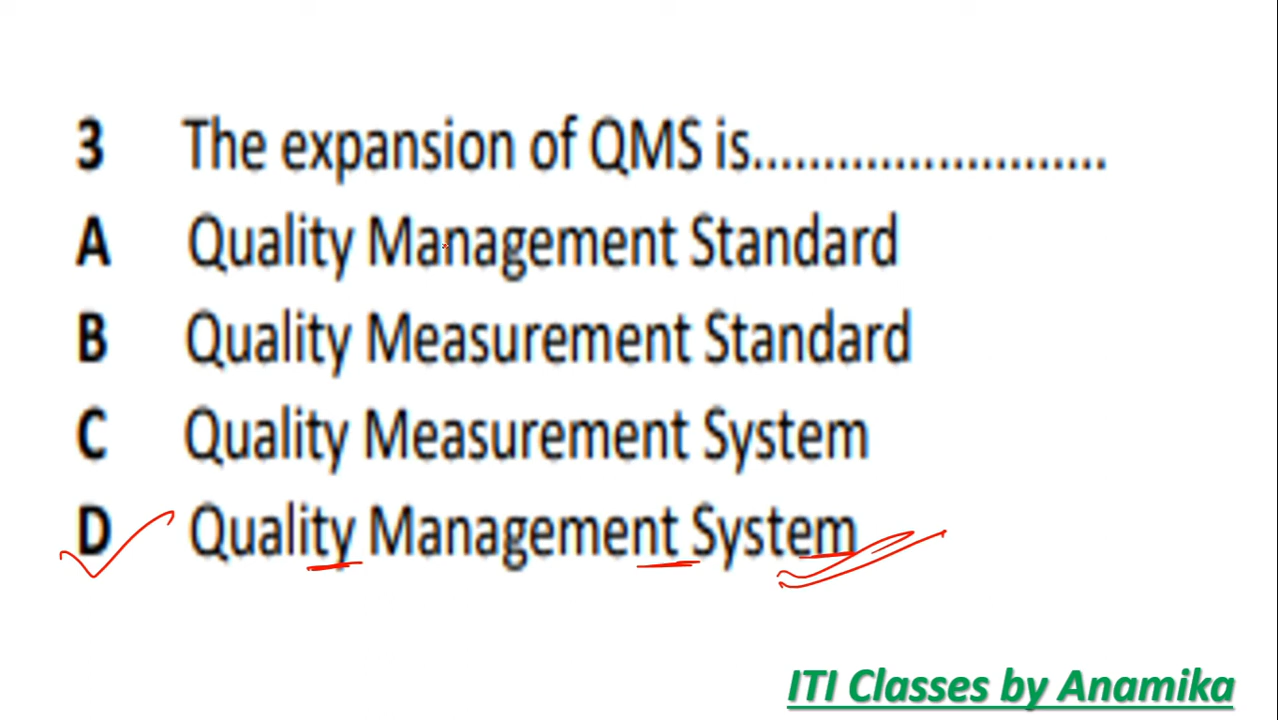 3 The expansion of QMS is.........................
A Quality Management Standard
B Quality Measurement Standard
C Quality Measurement System
D Quality Management System
ITI Classes by Anamika